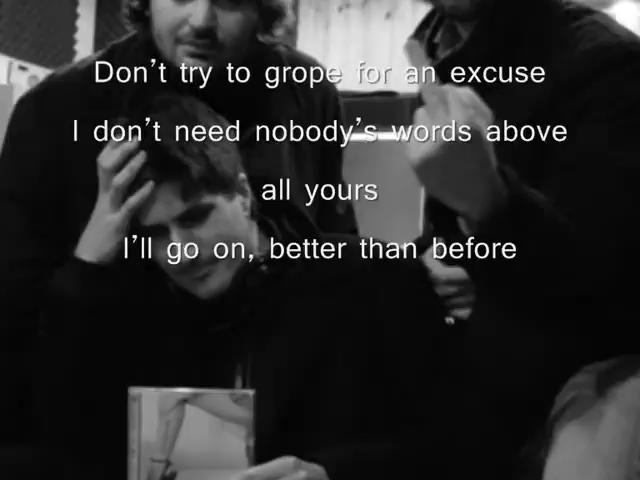 Don't try to grope for an excuse
I don't need nobody's words above
all yours
I'll go on, better than before